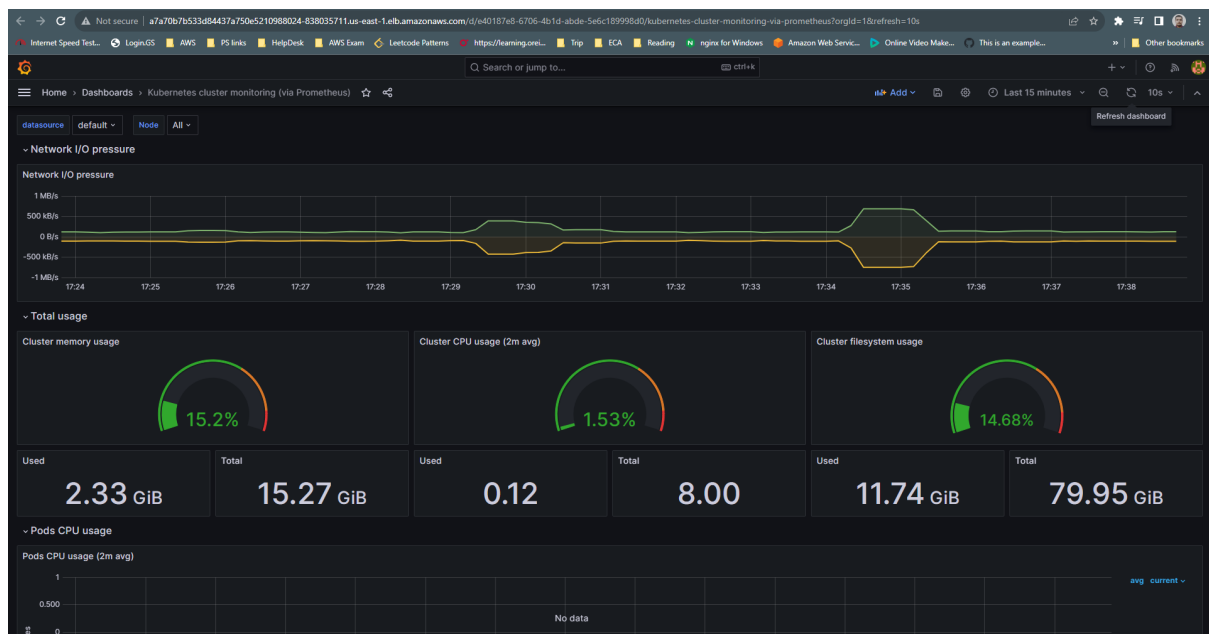 Not secure | a7a70b7b533d84437a750e5210988024-838035711.us-east-1.elb.amazonaws.com/d/e40187e8-6706-4b1d-abde-5e6c189998d0/kubernetes-cluster-monitoring-via-prometheus?orgId=1&refresh=10s
Internet Speed Test... Login.GS AWS PS links HelpDesk AWS Exam Leetcode Patterns https://learning.orei... Trip ECA Reading nginx for Windows Amazon Web Servic... Online Video Make... This is an example... » Other bookmarks
Search or jump to... ctrl+k
Home > Dashboards > Kubernetes cluster monitoring (via Prometheus) Add Last 15 minutes 10s
Refresh dashboard
datasource default Node All
Network I/O pressure
Network I/O pressure
1 MB/s
500 kB/s
0 B/s
-500 kB/s
-1 MB/s
17:24 17:25 17:26 17:27 17:28 17:29 17:30 17:31 17:32 17:33 17:34 17:35 17:36 17:37 17:38
Total usage
Cluster memory usage Cluster CPU usage (2m avg) Cluster filesystem usage
15.2% 1.53% 14.68%
Used Total Used Total Used Total
2.33 GiB 15.27 GiB 0.12 8.00 11.74 GiB 79.95 GiB
Pods CPU usage
Pods CPU usage (2m avg)
1
avg current
0.500
No data
0